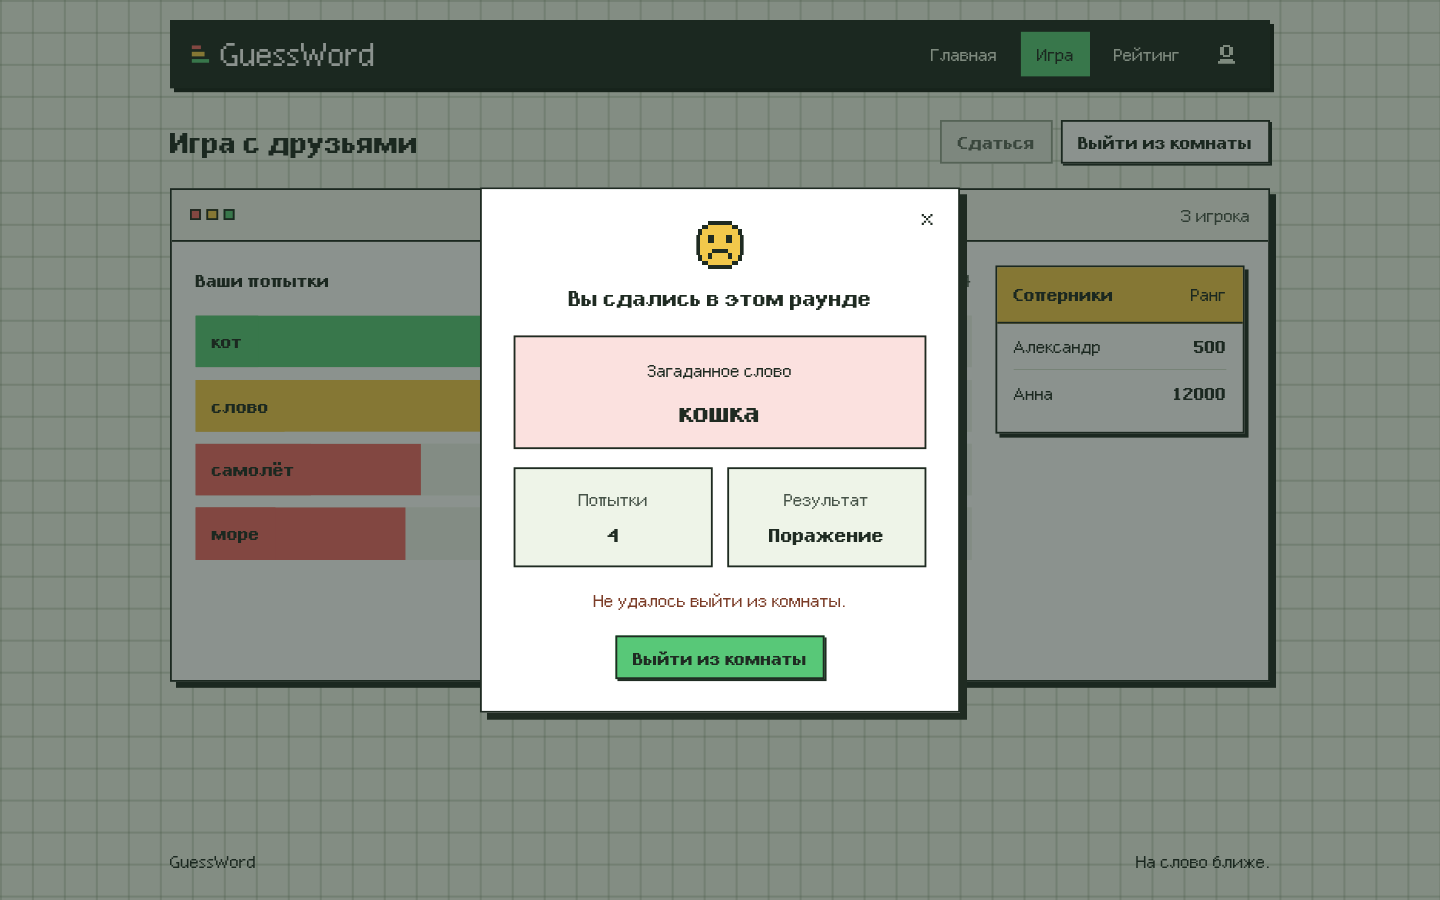 GuessWord
Главная
Игра
Рейтинг
Игра с друзьями
Сдаться
Выйти из комнаты
3 игрока
Ваши попытки
кот
слово
самолёт
море
Соперники
Ранг
Александр
500
Анна
12000
×
Вы сдались в этом раунде
Загаданное слово
кошка
Попытки
4
Результат
Поражение
Не удалось выйти из комнаты.
Выйти из комнаты
GuessWord
На слово ближе.